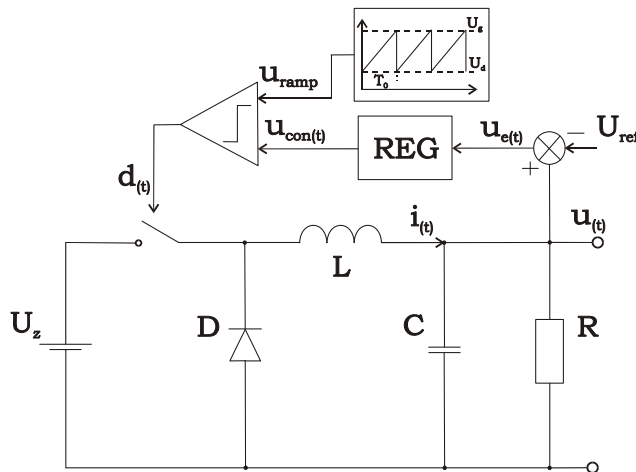 U_g
U_d
T_0
u_ramp
u_con(t)
REG
u_e(t)
−
U_ref
+
d_(t)
i_(t)
u_(t)
L
U_z
D
C
R